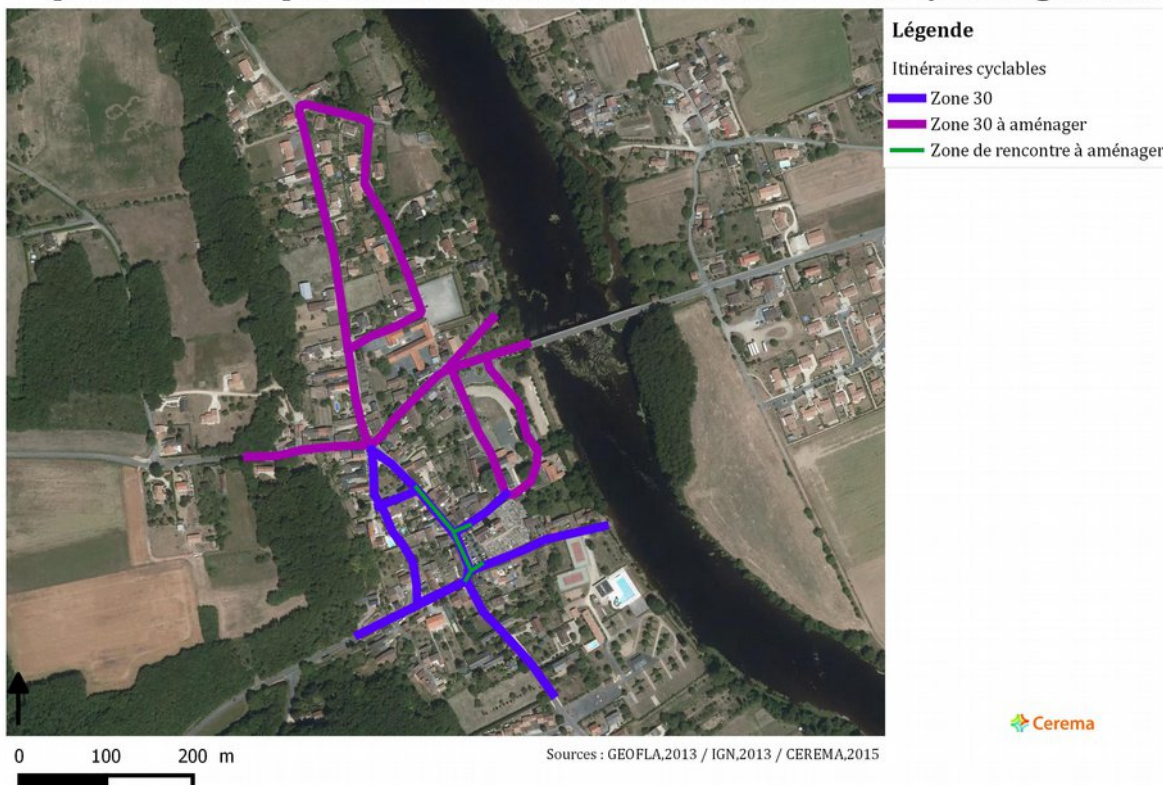 Légende
Itinéraires cyclables
Zone 30
Zone 30 à aménager
Zone de rencontre à aménager
Cerema
0 100 200 m
Sources : GEOFLA,2013 / IGN,2013 / CEREMA,2015